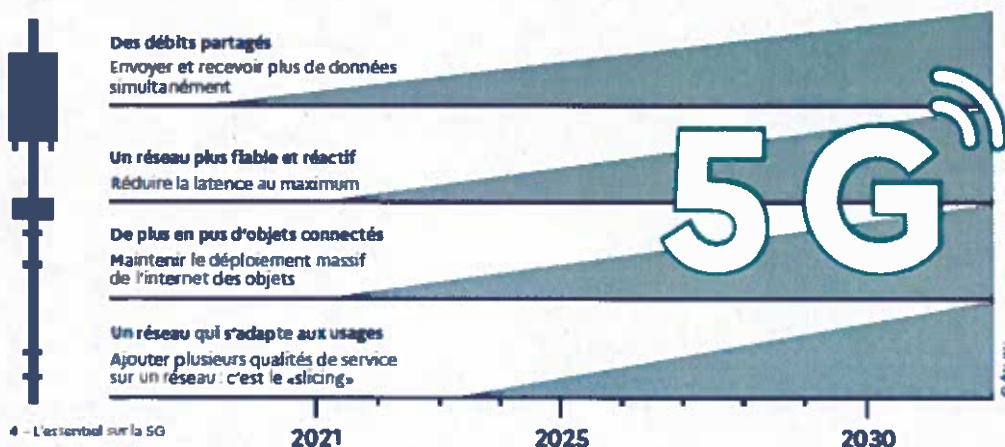 Des débits partagés
Envoyer et recevoir plus de données
simultanément
Un réseau plus fiable et réactif
Réduire la latence au maximum
De plus en pus d'objets connectés
Maintenir le déploiement massif
de l'internet des objets
Un réseau qui s'adapte aux usages
Ajouter plusieurs qualités de service
sur un réseau : c'est le «slicing»
5G
2021
2025
2030
4 - L'essentiel sur la 5G